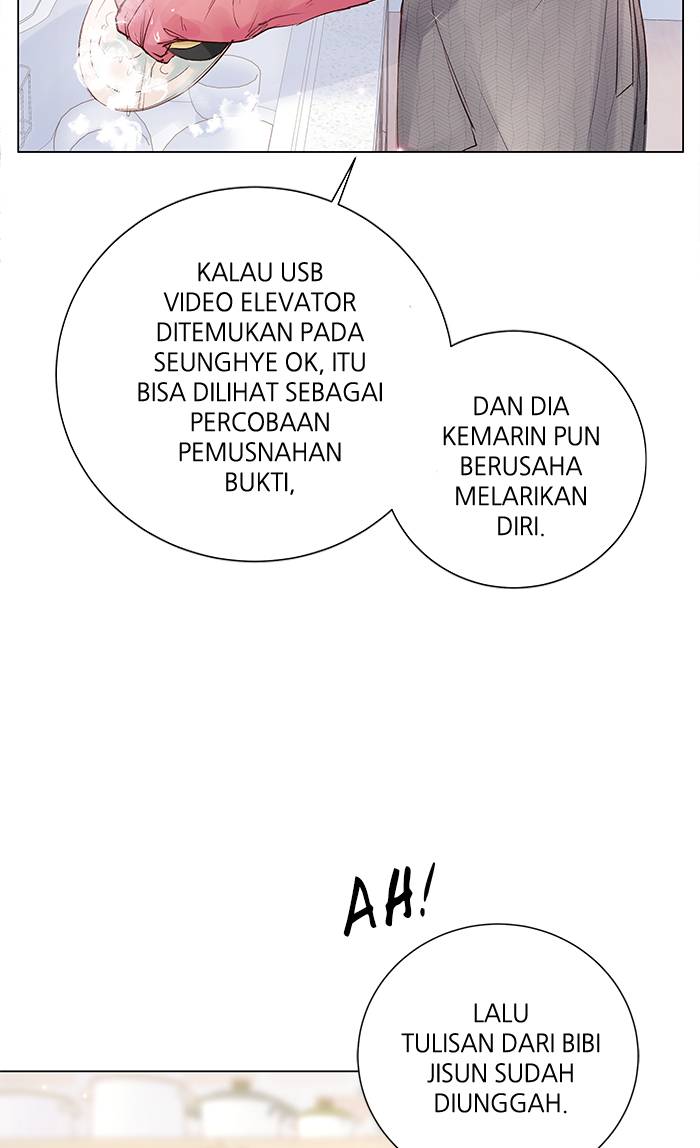 KALAU USB
VIDEO ELEVATOR
DITEMUKAN PADA
SEUNGHYE OK, ITU
BISA DILIHAT SEBAGAI
PERCOBAAN
PEMUSNAHAN
BUKTI,
DAN DIA
KEMARIN PUN
BERUSAHA
MELARIKAN
DIRI.
AH!
LALU
TULISAN DARI BIBI
JISUN SUDAH
DIUNGGAH.